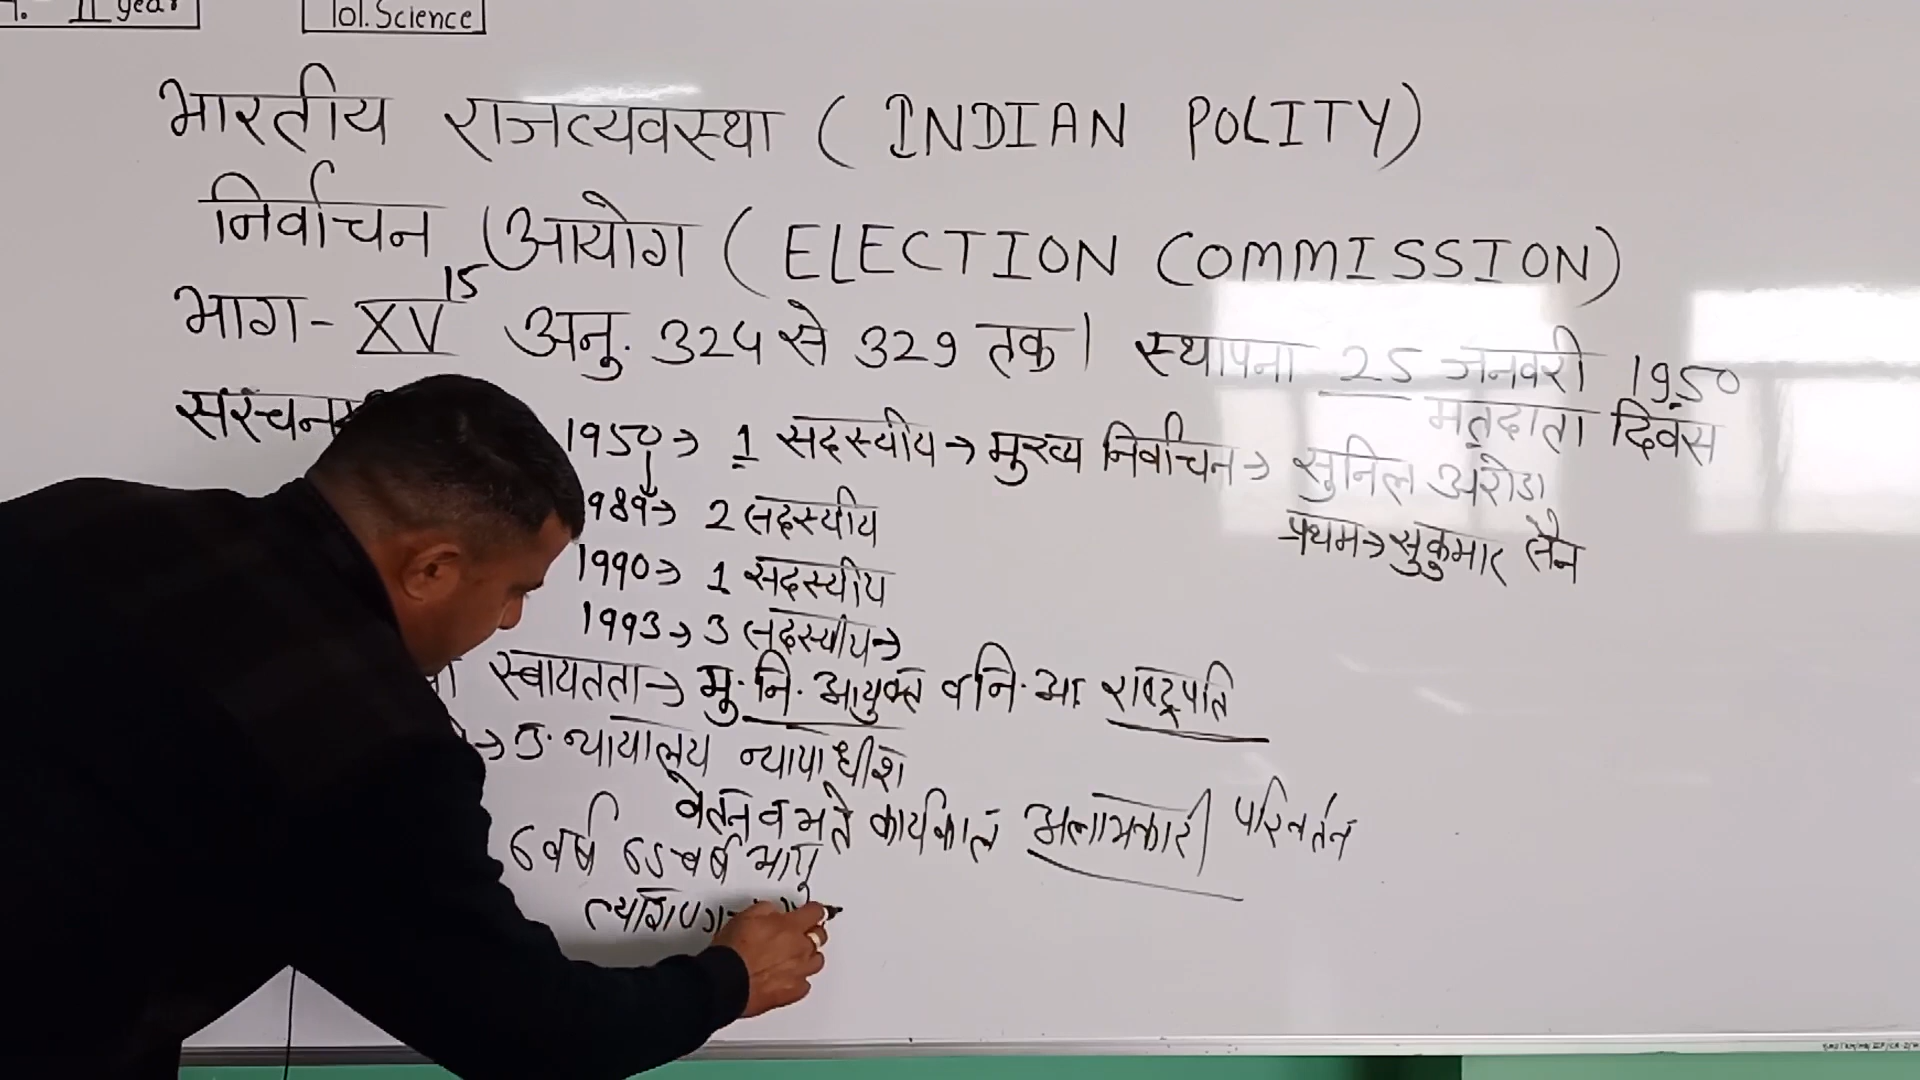 II year
Pol. Science
भारतीय राजव्यवस्था ( INDIAN POLITY)
निर्वाचन आयोग ( ELECTION COMMISSION)
भाग- XV 15 अनु. 324 से 329 तक। स्थापना 25 जनवरी 1950
मतदाता दिवस
संरचना
1950→ 1 सदस्यीय → मुख्य निर्वाचन→ सुनिल अरोडा
1989→ 2 सदस्यीय
प्रथम→ सुकुमार सैन
1990→ 1 सदस्यीय
1993→ 3 सदस्यीय→
स्वायतता→ मु. नि. आयुक्त व नि. आ. राष्ट्रपति
→ उ. न्यायालय न्यायाधीश
वेतन व भते कार्यकाल अलाभकारी परिवर्तन
6 वर्ष 65 वर्ष आयु